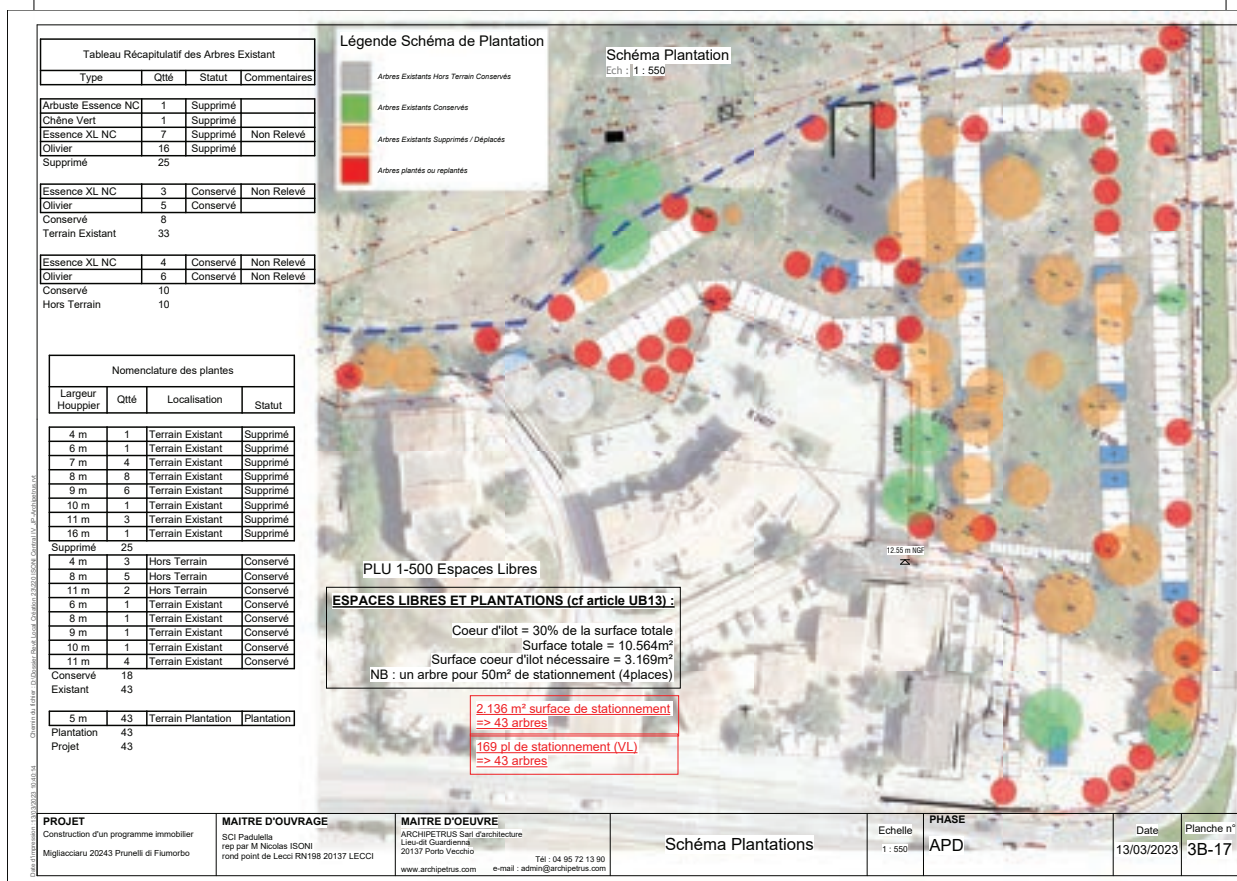 Tableau Récapitulatif des Arbres Existant
Type Qtté Statut Commentaires
Arbuste Essence NC 1 Supprimé
Chêne Vert 1 Supprimé
Essence XL NC 7 Supprimé Non Relevé
Olivier 16 Supprimé
Supprimé 25
Essence XL NC 3 Conservé Non Relevé
Olivier 5 Conservé
Conservé 8
Terrain Existant 33
Essence XL NC 4 Conservé Non Relevé
Olivier 6 Conservé Non Relevé
Conservé 10
Hors Terrain 10
Nomenclature des plantes
Largeur Houppier Qtté Localisation Statut
4 m 1 Terrain Existant Supprimé
6 m 1 Terrain Existant Supprimé
7 m 4 Terrain Existant Supprimé
8 m 8 Terrain Existant Supprimé
9 m 6 Terrain Existant Supprimé
10 m 1 Terrain Existant Supprimé
11 m 3 Terrain Existant Supprimé
16 m 1 Terrain Existant Supprimé
Supprimé 25
4 m 3 Hors Terrain Conservé
8 m 5 Hors Terrain Conservé
11 m 2 Hors Terrain Conservé
6 m 1 Terrain Existant Conservé
8 m 1 Terrain Existant Conservé
9 m 1 Terrain Existant Conservé
10 m 1 Terrain Existant Conservé
11 m 4 Terrain Existant Conservé
Conservé 18
Existant 43
5 m 43 Terrain Plantation Plantation
Plantation 43
Projet 43
Légende Schéma de Plantation
Arbres Existants Hors Terrain Conservés
Arbres Existants Conservés
Arbres Existants Supprimés / Déplacés
Arbres plantés ou replantés
Schéma Plantation
Ech : 1 : 550
12.55 m NGF
PLU 1-500 Espaces Libres
ESPACES LIBRES ET PLANTATIONS (cf article UB13) :
Coeur d'ilot = 30% de la surface totale
Surface totale = 10.564m²
Surface coeur d'ilot nécessaire = 3.169m²
NB : un arbre pour 50m² de stationnement (4places)
2.136 m² surface de stationnement
=> 43 arbres
169 pl de stationnement (VL)
=> 43 arbres
PROJET
Construction d'un programme immobilier
Migliacciaru 20243 Prunelli di Fiumorbo
MAITRE D'OUVRAGE
SCI Padulella
rep par M Nicolas ISONI
rond point de Lecci RN198 20137 LECCI
MAITRE D'OEUVRE
ARCHIPETRUS Sarl d'architecture
Lieu-dit Guardienna
20137 Porto Vecchio
Tél : 04 95 72 13 90
www.archipetrus.com e-mail : admin@archipetrus.com
Schéma Plantations
Echelle
1 : 550
PHASE
APD
Date
13/03/2023
Planche n°
3B-17